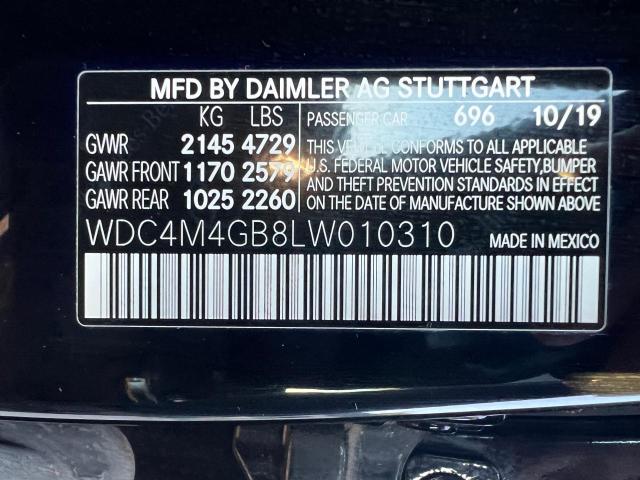 MFD BY DAIMLER AG STUTTGART
KG LBS
GVWR 2145 4729
GAWR FRONT 1170 2579
GAWR REAR 1025 2260
PASSENGER CAR 696 10/19
THIS VEHICLE CONFORMS TO ALL APPLICABLE
U.S. FEDERAL MOTOR VEHICLE SAFETY, BUMPER
AND THEFT PREVENTION STANDARDS IN EFFECT
ON THE DATE OF MANUFACTURE SHOWN ABOVE
WDC4M4GB8LW010310 MADE IN MEXICO